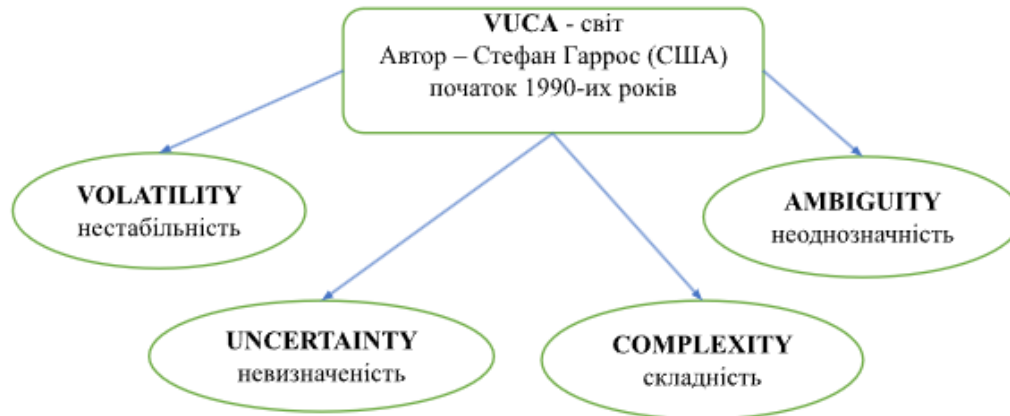 VUCA - світ
Автор – Стефан Гаррос (США)
початок 1990-их років
VOLATILITY
нестабільність
AMBIGUITY
неоднозначність
UNCERTAINTY
невизначеність
COMPLEXITY
складність